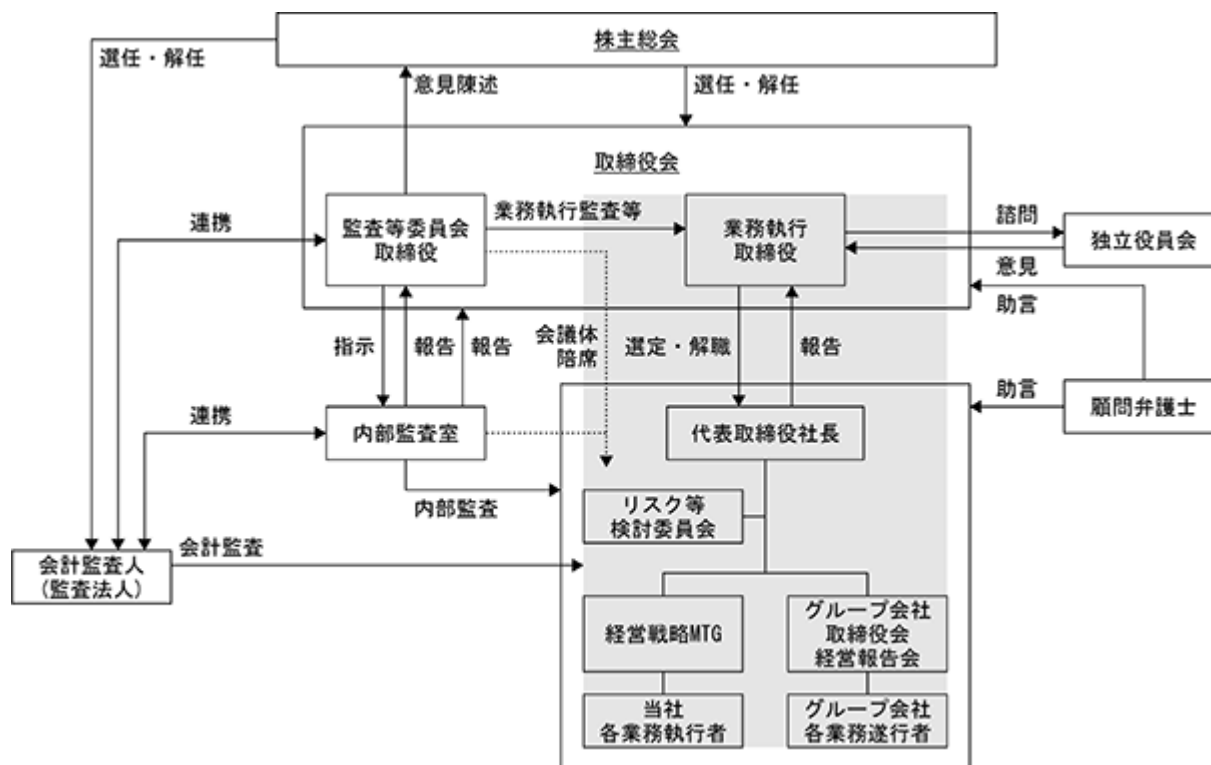 株主総会
選任・解任
意見陳述
選任・解任
取締役会
監査等委員会
取締役
業務執行監査等
業務執行
取締役
諮問
独立役員会
意見
連携
助言
指示
報告
報告
会議体
陪席
選定・解職
報告
連携
内部監査室
代表取締役社長
助言
顧問弁護士
内部監査
リスク等
検討委員会
会計監査
会計監査人
(監査法人)
経営戦略MTG
グループ会社
取締役会
経営報告会
当社
各業務執行者
グループ会社
各業務遂行者